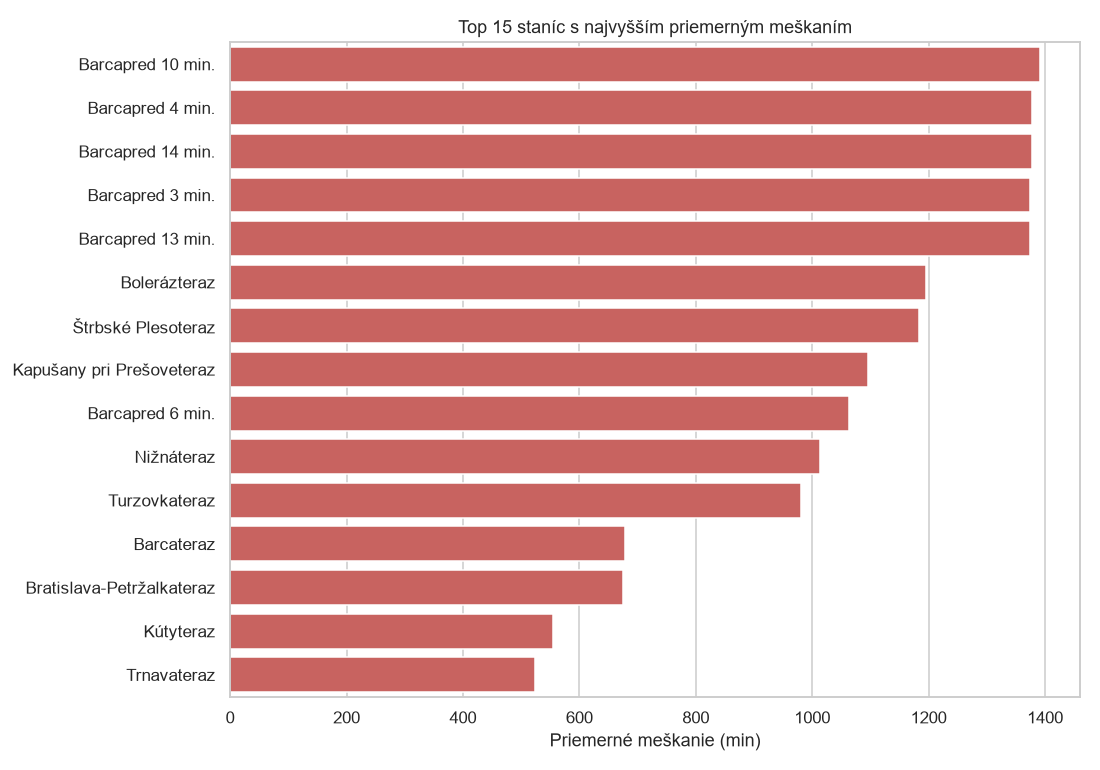 Top 15 staníc s najvyšším priemerným meškaním
Barcapred 10 min.
Barcapred 4 min.
Barcapred 14 min.
Barcapred 3 min.
Barcapred 13 min.
Bolerázteraz
Štrbské Plesoteraz
Kapušany pri Prešoveteraz
Barcapred 6 min.
Nižnáteraz
Turzovkateraz
Barcateraz
Bratislava-Petržalkateraz
Kútyteraz
Trnavateraz
0 200 400 600 800 1000 1200 1400
Priemerné meškanie (min)